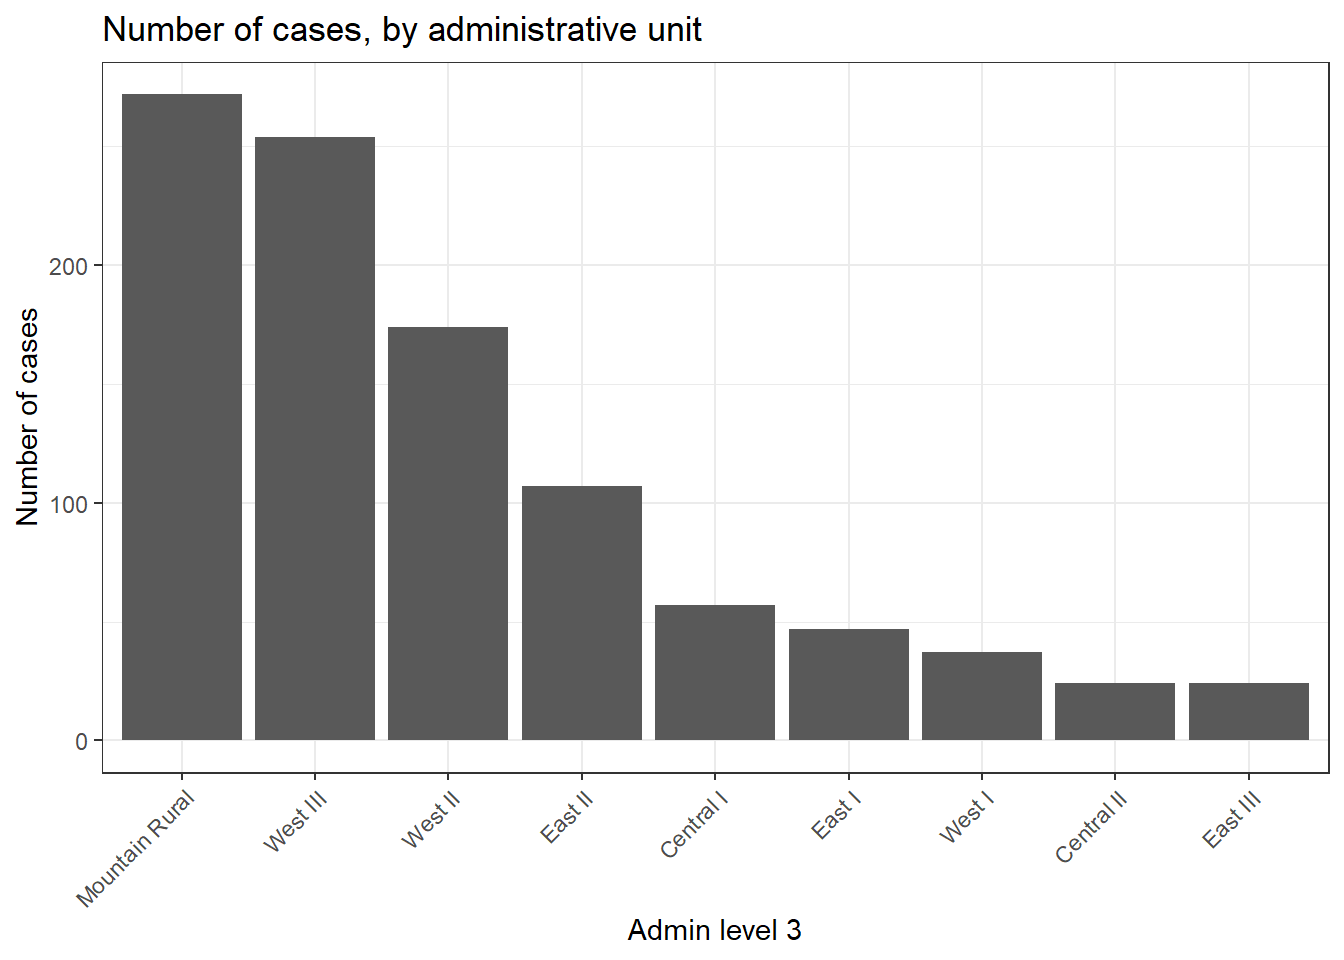 Number of cases, by administrative unit
Number of cases
200
100
0
Mountain Rural
West III
West II
East II
Central I
East I
West I
Central II
East III
Admin level 3